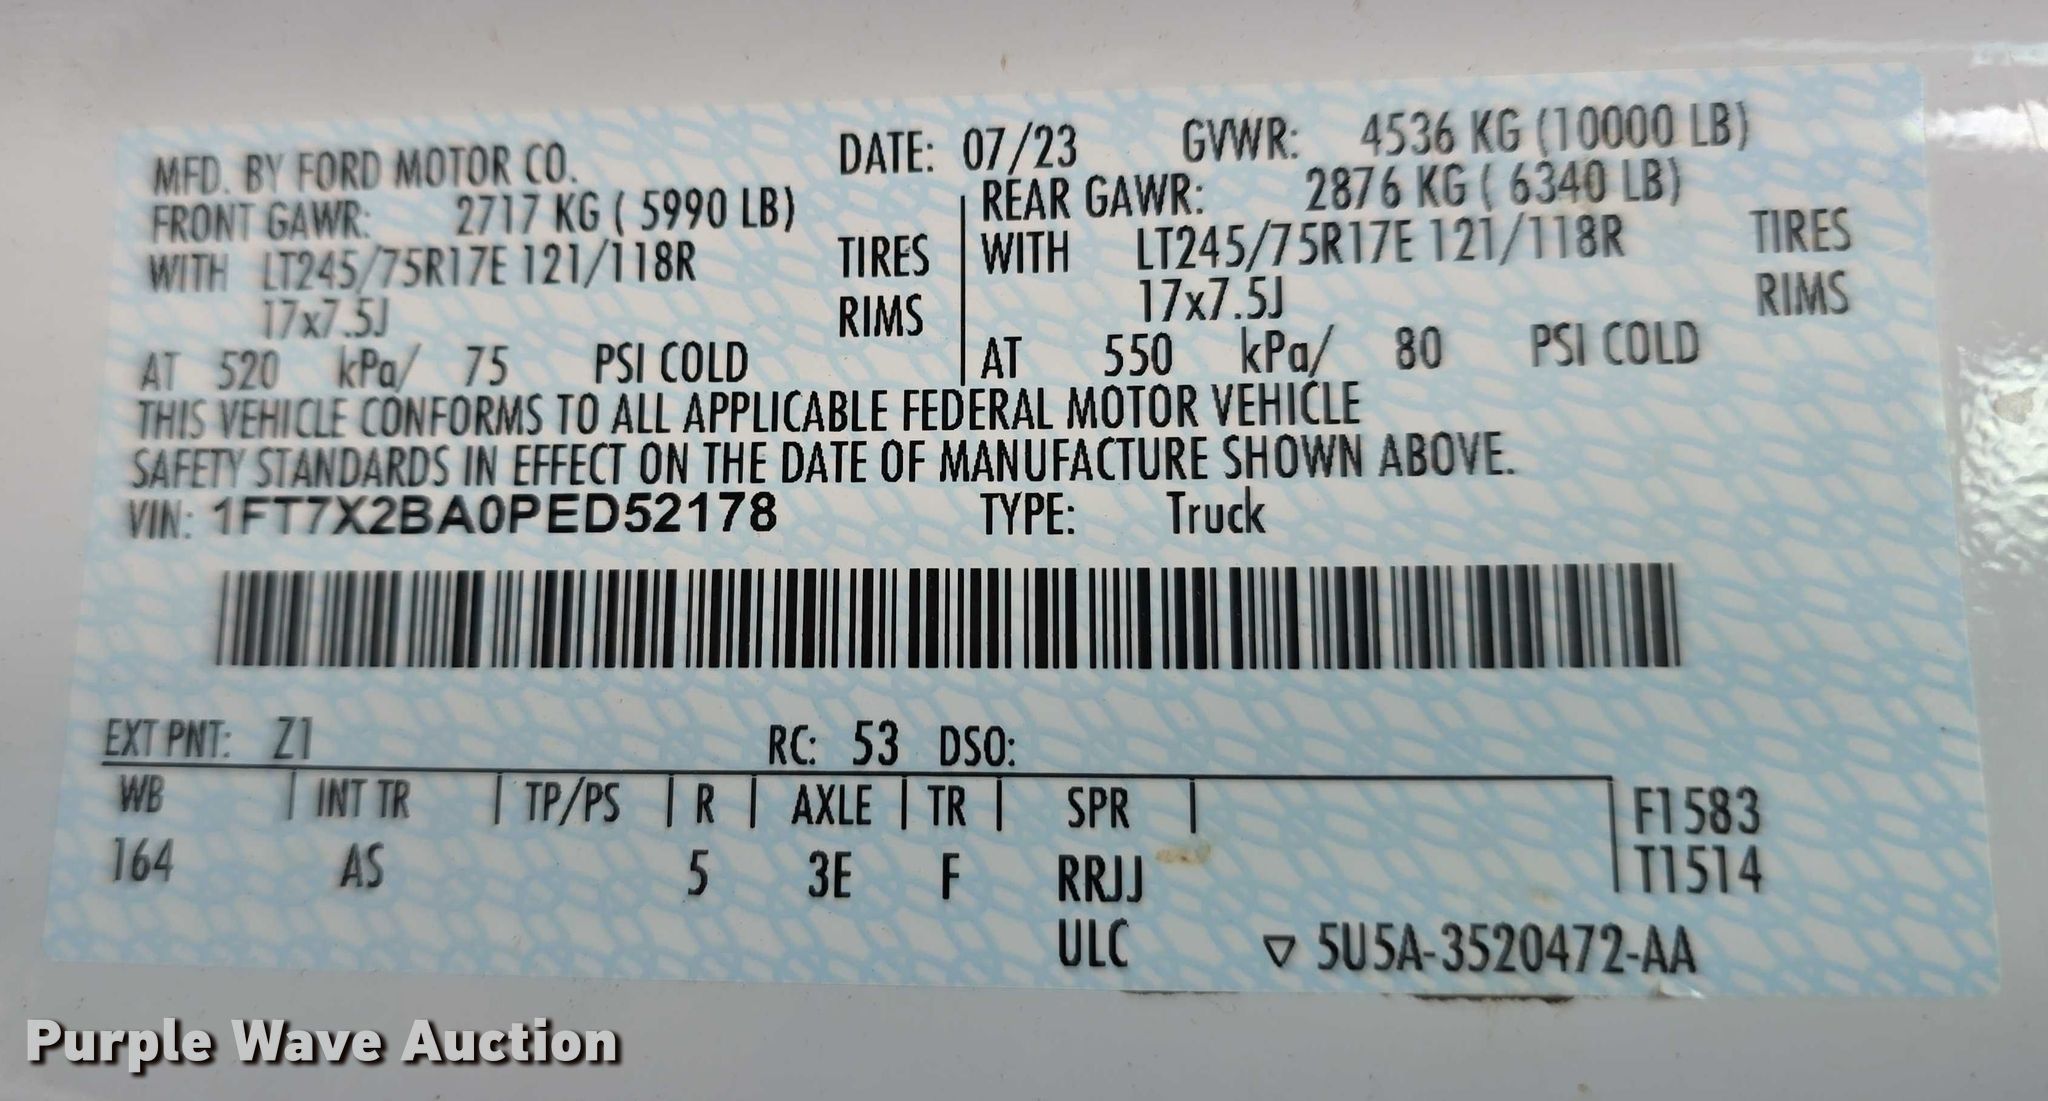 MFD. BY FORD MOTOR CO. DATE: 07/23 GVWR: 4536 KG (10000 LB)
FRONT GAWR: 2717 KG ( 5990 LB) REAR GAWR: 2876 KG ( 6340 LB)
WITH LT245/75R17E 121/118R TIRES WITH LT245/75R17E 121/118R TIRES
17x7.5J RIMS 17x7.5J RIMS
AT 520 kPa/ 75 PSI COLD AT 550 kPa/ 80 PSI COLD
THIS VEHICLE CONFORMS TO ALL APPLICABLE FEDERAL MOTOR VEHICLE
SAFETY STANDARDS IN EFFECT ON THE DATE OF MANUFACTURE SHOWN ABOVE.
VIN: 1FT7X2BA0PED52178 TYPE: Truck
EXT PNT: Z1 RC: 53 DSO:
WB | INT TR | TP/PS | R | AXLE | TR | SPR | F1583
164 AS 5 3E F RRJJ T1514
ULC ▽ 5U5A-3520472-AA
Purple Wave Auction